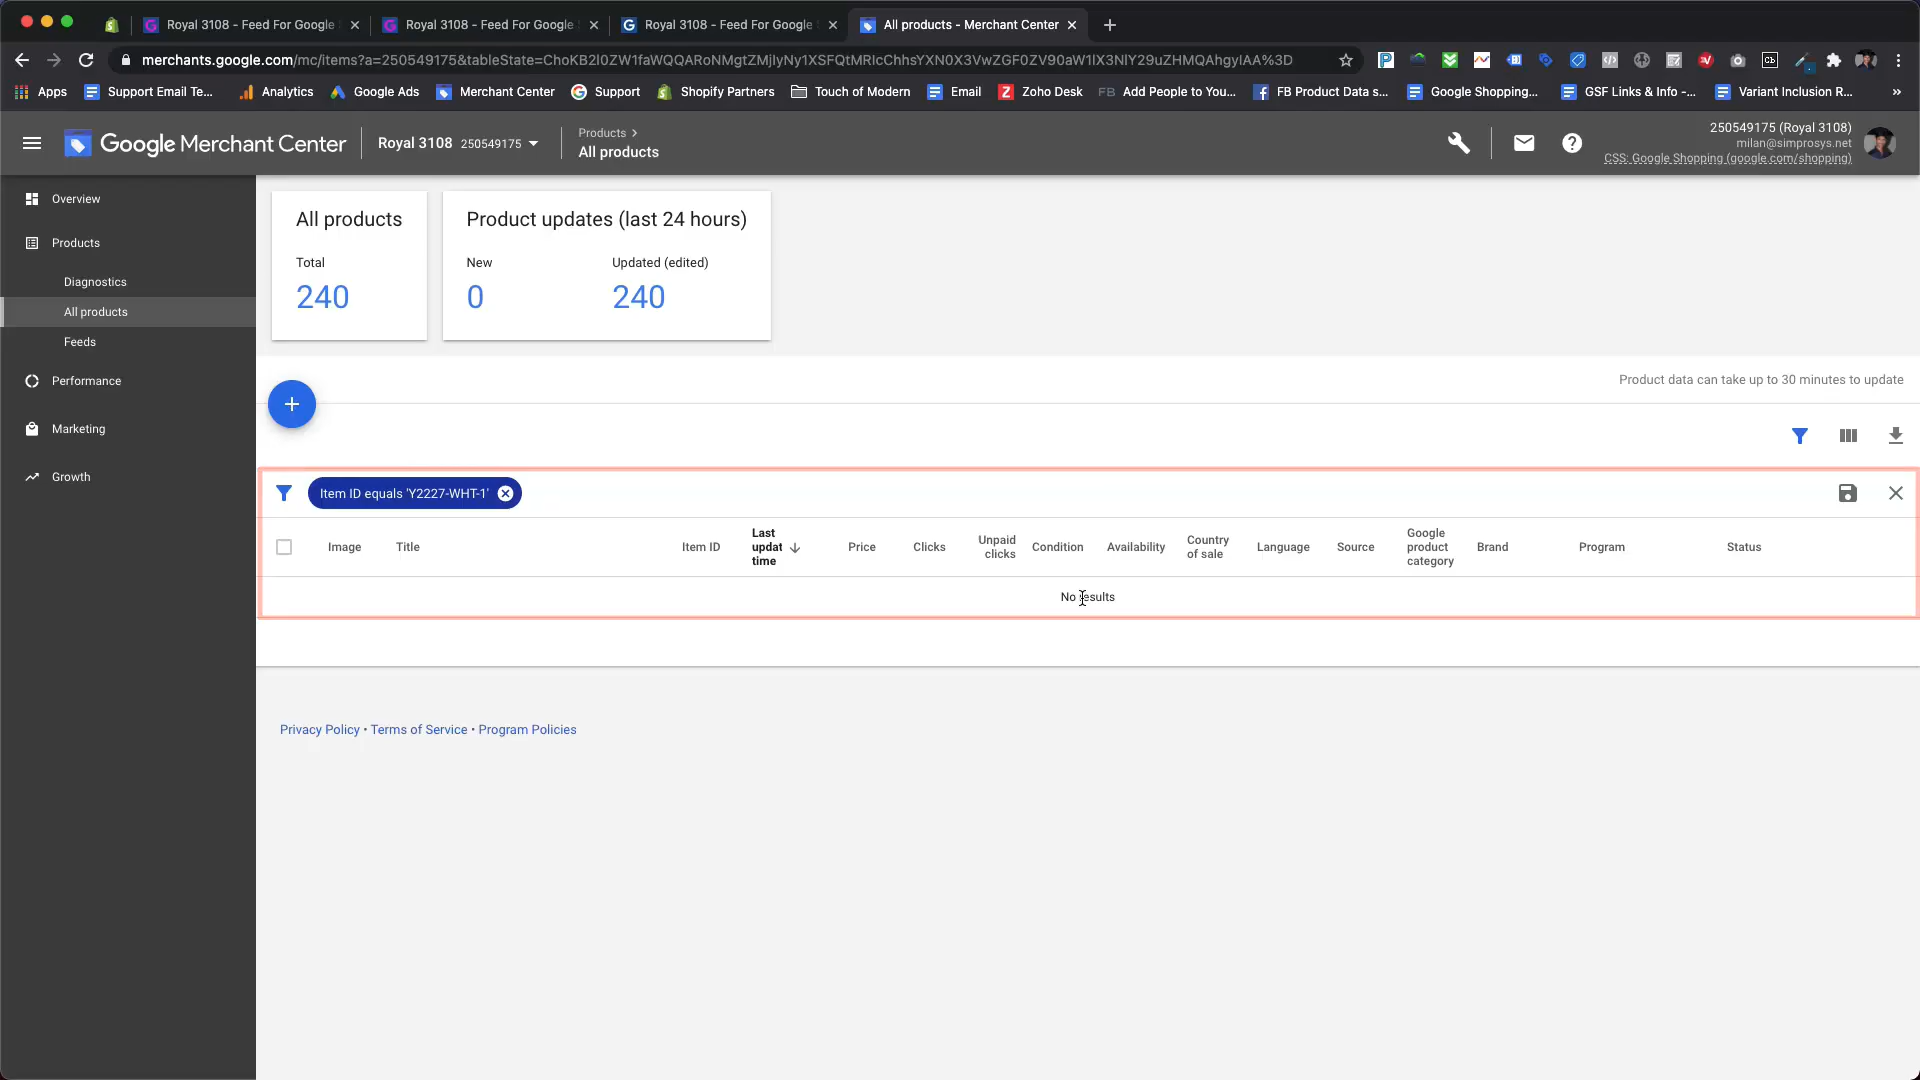 Royal 3108 - Feed For Google
Royal 3108 - Feed For Google
Royal 3108 - Feed For Google
All products - Merchant Center
merchants.google.com/mc/items?a=250549175&tableState=ChoKB2l0ZW1faWQQARoNMgtZMjIyNy1XSFQtMRIcChhsYXN0X3VwZGF0ZV90aW1lX3NlY29uZHMQAhgyIAA%3D
Apps
Support Email Te...
Analytics
Google Ads
Merchant Center
Support
Shopify Partners
Touch of Modern
Email
Zoho Desk
FB Add People to You...
FB Product Data s...
Google Shopping...
GSF Links & Info -...
Variant Inclusion R...
»
Google Merchant Center
Royal 3108 250549175
Products
All products
250549175 (Royal 3108)
milan@simprosys.net
CSS: Google Shopping (google.com/shopping)
Overview
Products
Diagnostics
All products
Feeds
Performance
Marketing
Growth
All products
Total
240
Product updates (last 24 hours)
New
0
Updated (edited)
240
Product data can take up to 30 minutes to update
Item ID equals 'Y2227-WHT-1'
Image
Title
Item ID
Last
updat
time
Price
Clicks
Unpaid
clicks
Condition
Availability
Country
of sale
Language
Source
Google
product
category
Brand
Program
Status
No results
Privacy Policy • Terms of Service • Program Policies